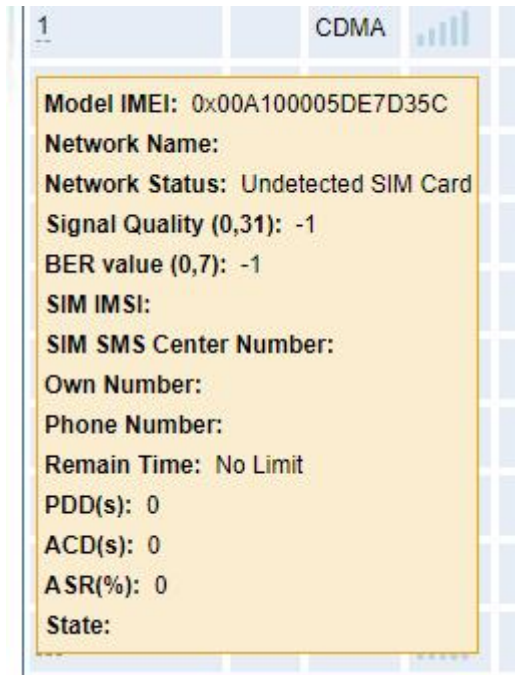 1 CDMA
Model IMEI: 0x00A100005DE7D35C
Network Name:
Network Status: Undetected SIM Card
Signal Quality (0,31): -1
BER value (0,7): -1
SIM IMSI:
SIM SMS Center Number:
Own Number:
Phone Number:
Remain Time: No Limit
PDD(s): 0
ACD(s): 0
ASR(%): 0
State: